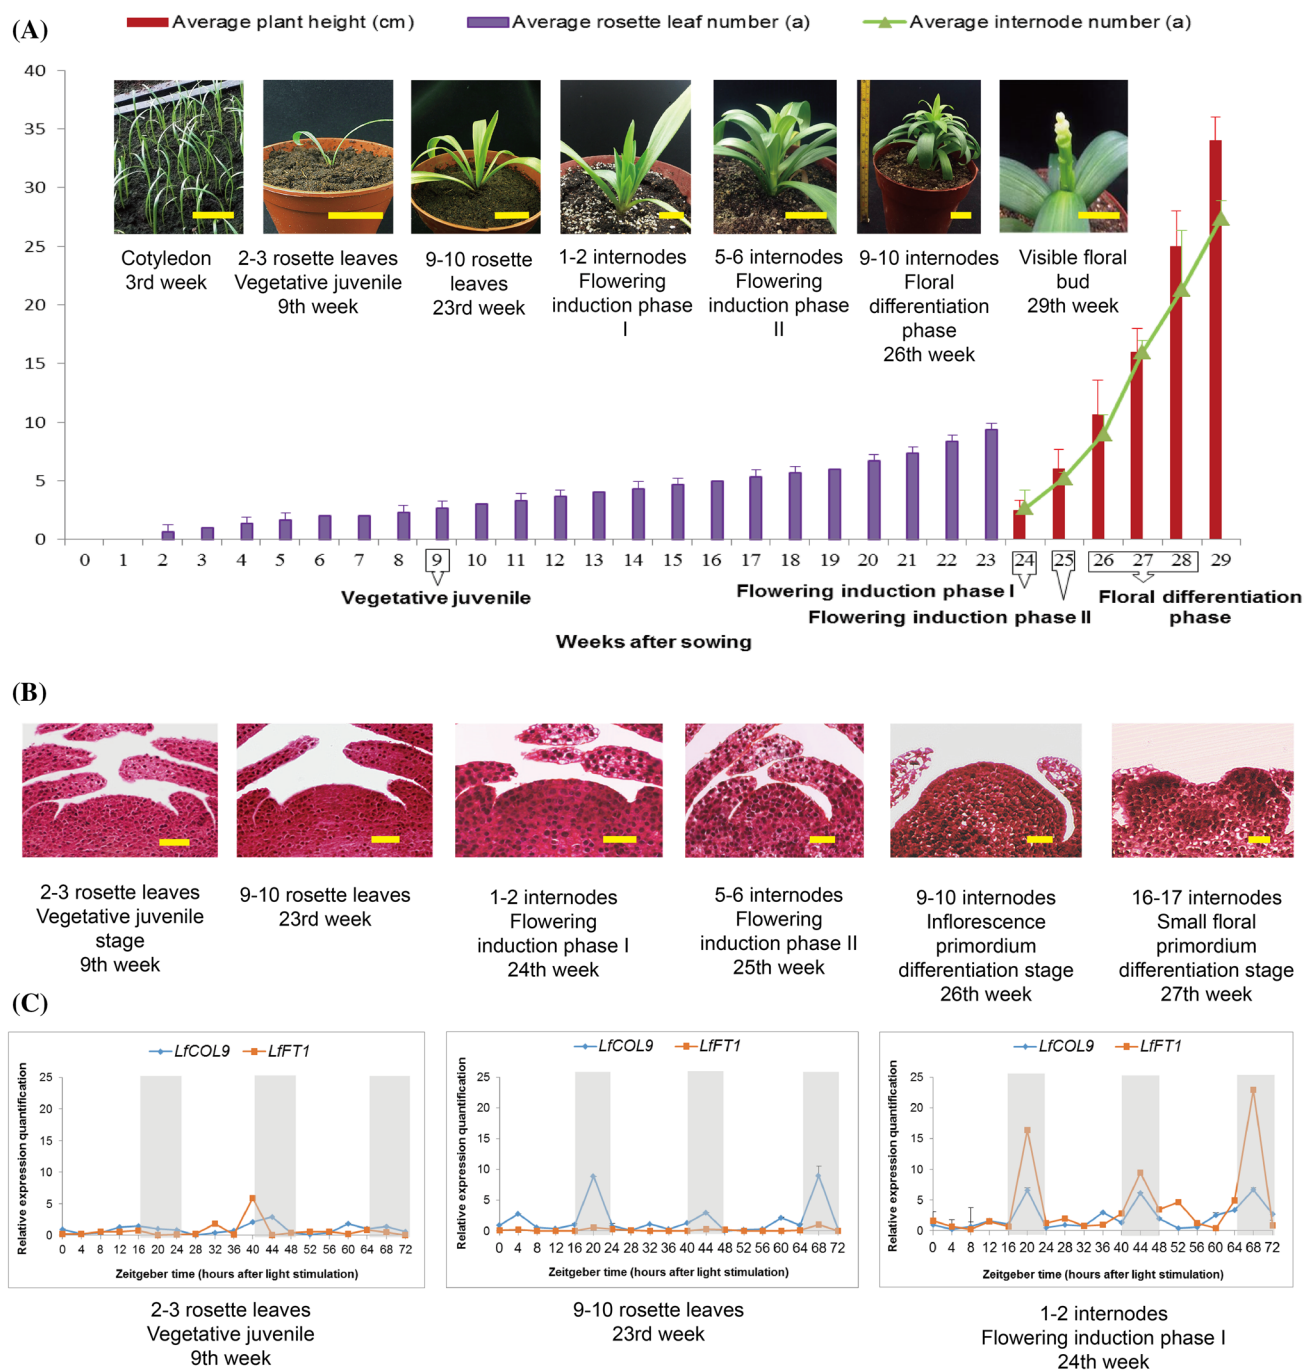 (A)
Average plant height (cm) Average rosette leaf number (a) Average internode number (a)
40
35
30
25
20
15
10
5
0
Cotyledon
3rd week
2-3 rosette leaves
Vegetative juvenile
9th week
9-10 rosette
leaves
23rd week
1-2 internodes
Flowering
induction phase
I
5-6 internodes
Flowering
induction phase
II
9-10 internodes
Floral
differentiation
phase
26th week
Visible floral
bud
29th week
0 1 2 3 4 5 6 7 8 9 10 11 12 13 14 15 16 17 18 19 20 21 22 23 24 25 26 27 28 29
Vegetative juvenile
Flowering induction phase I
Flowering induction phase II
Floral differentiation
phase
Weeks after sowing
(B)
2-3 rosette leaves
Vegetative juvenile
stage
9th week
9-10 rosette leaves
23rd week
1-2 internodes
Flowering
induction phase I
24th week
5-6 internodes
Flowering
induction phase II
25th week
9-10 internodes
Inflorescence
primordium
differentiation stage
26th week
16-17 internodes
Small floral
primordium
differentiation stage
27th week
(C)
LfCOL9 LfFT1
Relative expression quantification
25
20
15
10
5
0
0 4 8 12 16 20 24 28 32 36 40 44 48 52 56 60 64 68 72
Zeitgeber time (hours after light stimulation)
2-3 rosette leaves
Vegetative juvenile
9th week
LfCOL9 LfFT1
Relative expression quantification
25
20
15
10
5
0
0 4 8 12 16 20 24 28 32 36 40 44 48 52 56 60 64 68 72
Zeitgeber time (hours after light stimulation)
9-10 rosette leaves
23rd week
LfCOL9 LfFT1
Relative expression quantification
25
20
15
10
5
0
0 4 8 12 16 20 24 28 32 36 40 44 48 52 56 60 64 68 72
Zeitgeber time (hours after light stimulation)
1-2 internodes
Flowering induction phase I
24th week